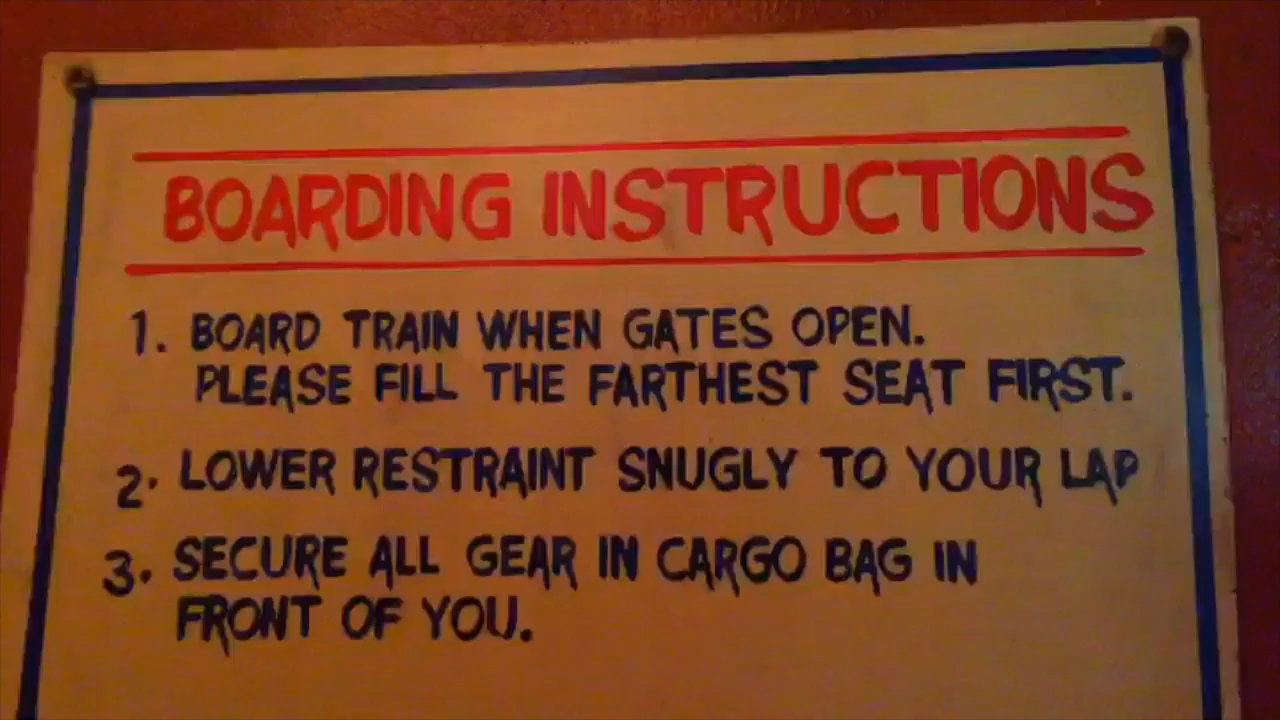 BOARDING INSTRUCTIONS
1. BOARD TRAIN WHEN GATES OPEN.
PLEASE FILL THE FARTHEST SEAT FIRST.
2. LOWER RESTRAINT SNUGLY TO YOUR LAP
3. SECURE ALL GEAR IN CARGO BAG IN
FRONT OF YOU.